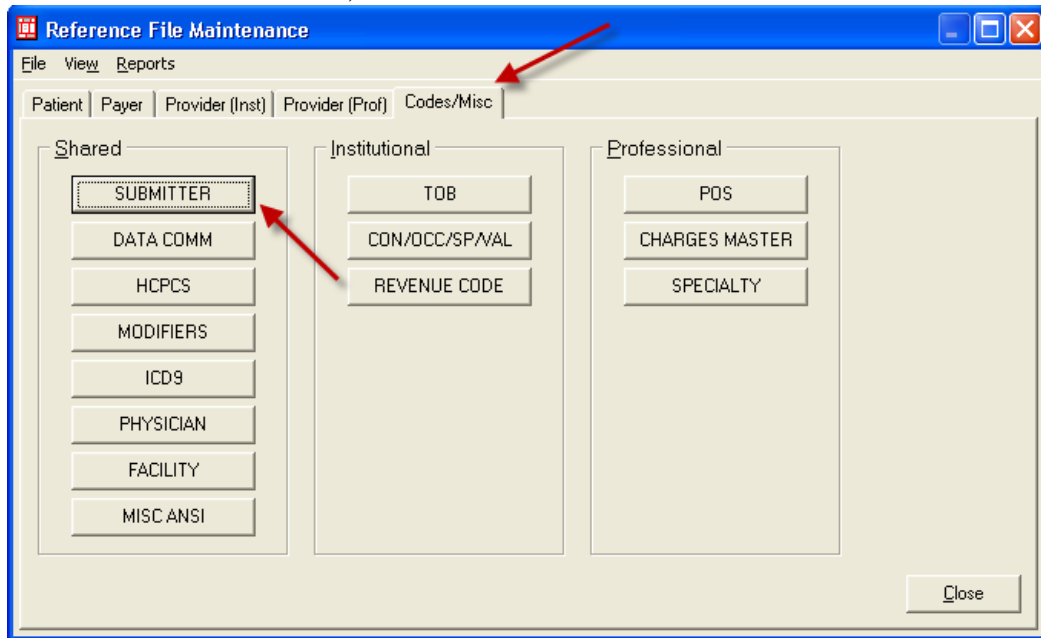 Reference File Maintenance
File View Reports
Patient Payer Provider (Inst) Provider (Prof) Codes/Misc
Shared
SUBMITTER
DATA COMM
HCPCS
MODIFIERS
ICD9
PHYSICIAN
FACILITY
MISC ANSI
Institutional
TOB
CON/OCC/SP/VAL
REVENUE CODE
Professional
POS
CHARGES MASTER
SPECIALTY
Close